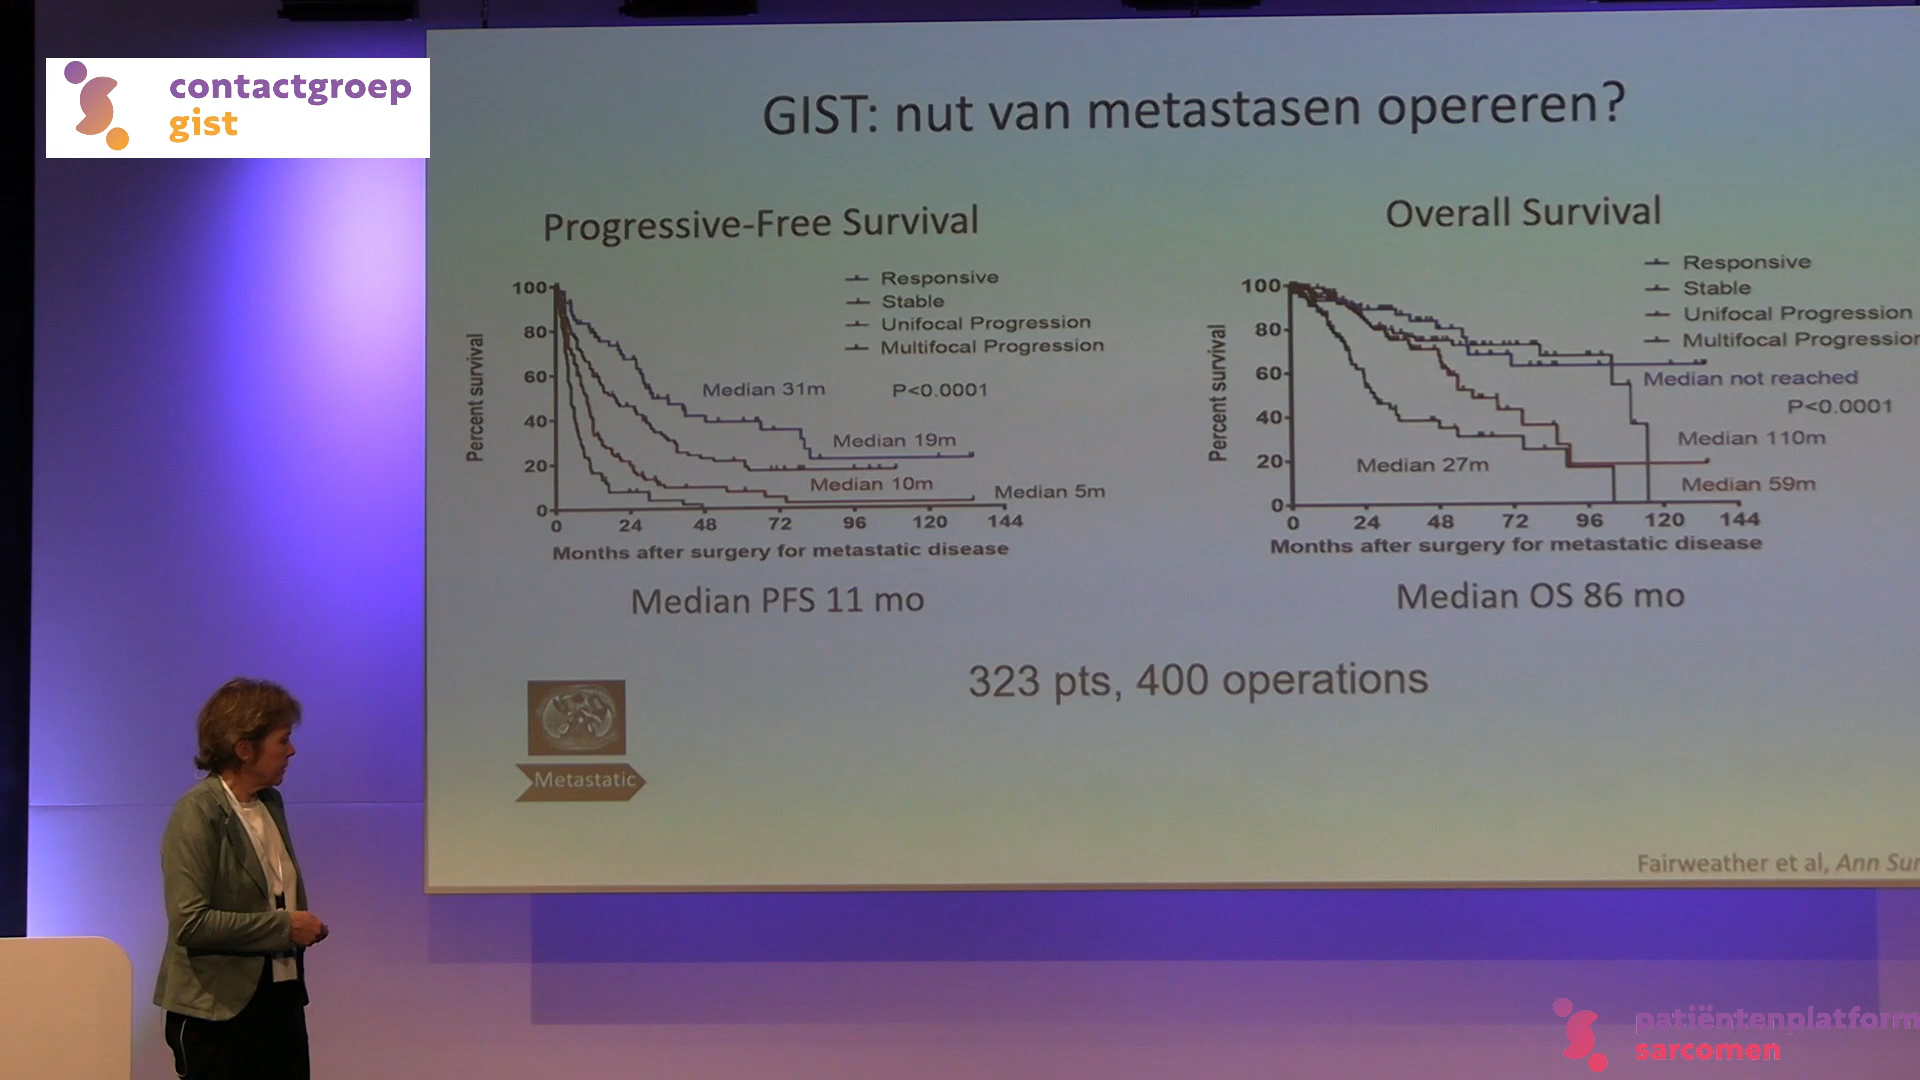 contactgroep
gist
GIST: nut van metastasen opereren?
Progressive-Free Survival
Responsive
Stable
Unifocal Progression
Multifocal Progression
Median 31m
P<0.0001
Median 19m
Median 10m
Median 5m
Percent survival
100
80
60
40
20
0
0 24 48 72 96 120 144
Months after surgery for metastatic disease
Median PFS 11 mo
Overall Survival
Responsive
Stable
Unifocal Progression
Multifocal Progression
Median not reached
P<0.0001
Median 110m
Median 27m
Median 59m
Percent survival
100
80
60
40
20
0
0 24 48 72 96 120 144
Months after surgery for metastatic disease
Median OS 86 mo
323 pts, 400 operations
Metastatic
Fairweather et al, Ann Sur
patiëntenplatform
sarcomen